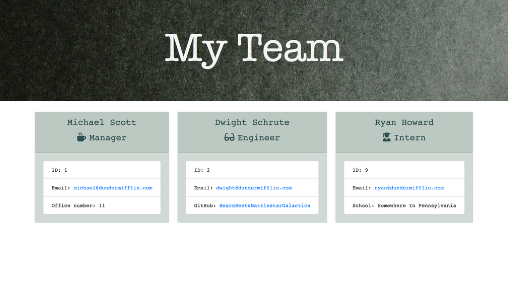 My Team
Michael Scott
Manager
ID: 1
Email: michael@dundermifflin.com
Office number: 11
Dwight Schrute
Engineer
ID: 2
Email: dwight@dundermifflin.com
GitHub: BearsBeetsBattlestarGalactica
Ryan Howard
Intern
ID: 9
Email: ryan@dundermifflin.com
School: Somewhere In Pennsylvania